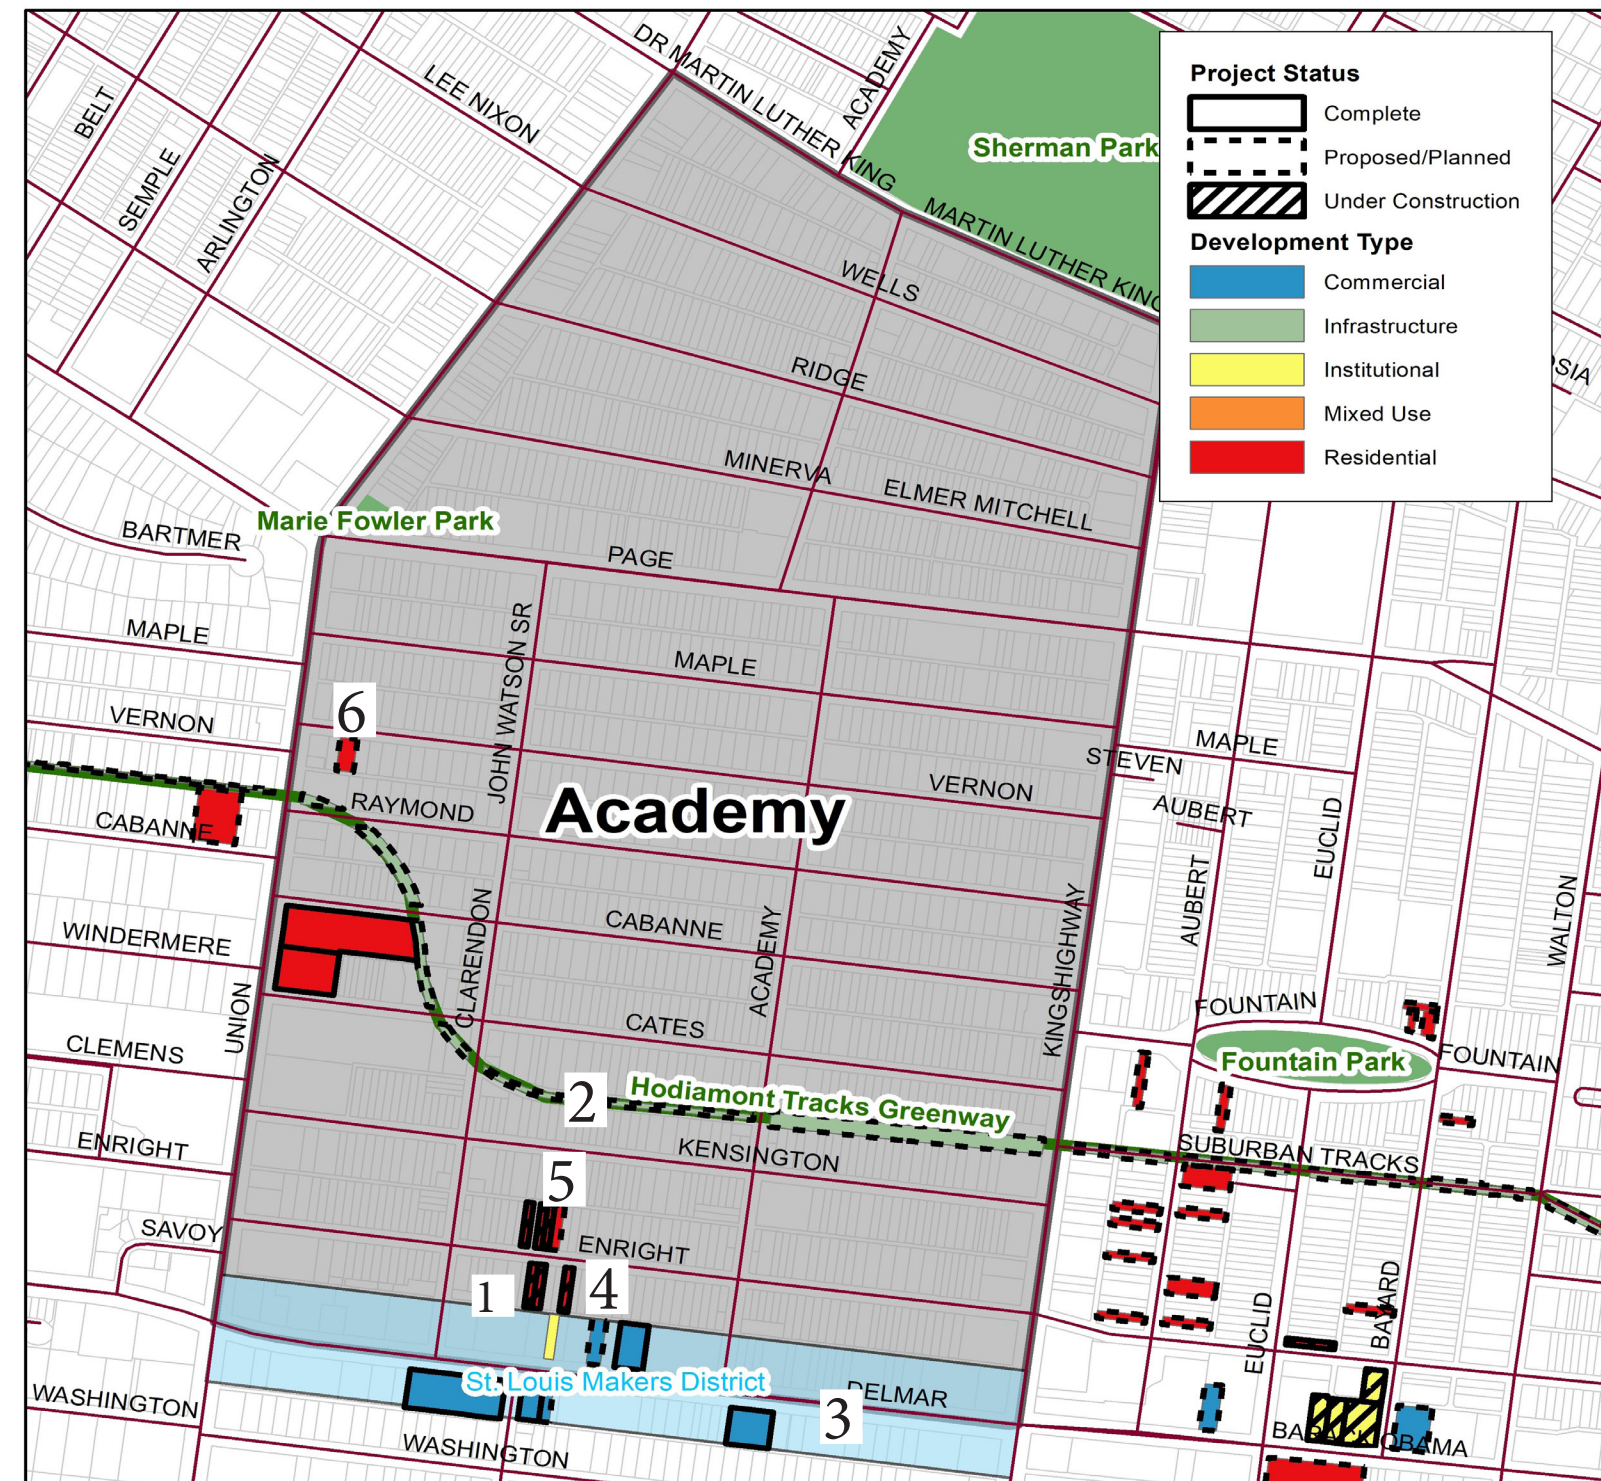 DR MARTIN LUTHER KING
ACADEMY
LEE NIXON
BELT
SEMPLE
ARLINGTON
Sherman Park
MARTIN LUTHER KING
Project Status
Complete
Proposed/Planned
Under Construction
Development Type
Commercial
Infrastructure
Institutional
Mixed Use
Residential
WELLS
RIDGE
MINERVA
ELMER MITCHELL
Marie Fowler Park
BARTMER
PAGE
MAPLE
JOHN WATSON SR
MAPLE
6
VERNON
STEVEN
MAPLE
VERNON
AUBERT
RAYMOND
Academy
CABANNE
EUCLID
AUBERT
WALTON
CLARENDON
CABANNE
ACADEMY
KINGSHIGHWAY
WINDERMERE
UNION
CATES
FOUNTAIN
CLEMENS
Fountain Park
FOUNTAIN
2
Hodiamont Tracks Greenway
ENRIGHT
KENSINGTON
SUBURBAN TRACKS
5
SAVOY
ENRIGHT
1
4
EUCLID
BAYARD
St. Louis Makers District
DELMAR
3
WASHINGTON
WASHINGTON
BARACK OBAMA